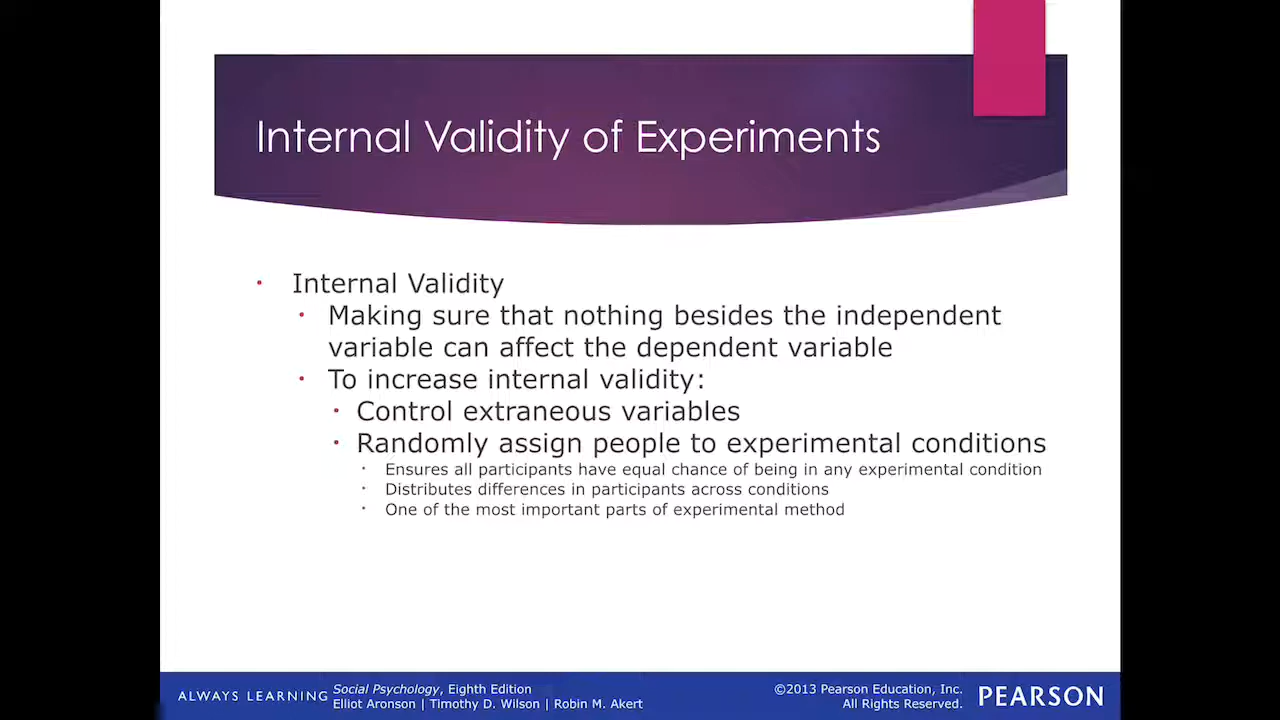 Internal Validity of Experiments
Internal Validity
Making sure that nothing besides the independent
variable can affect the dependent variable
To increase internal validity:
Control extraneous variables
Randomly assign people to experimental conditions
Ensures all participants have equal chance of being in any experimental condition
Distributes differences in participants across conditions
One of the most important parts of experimental method
ALWAYS LEARNING
Social Psychology, Eighth Edition
Elliot Aronson | Timothy D. Wilson | Robin M. Akert
©2013 Pearson Education, Inc.
All Rights Reserved.
PEARSON